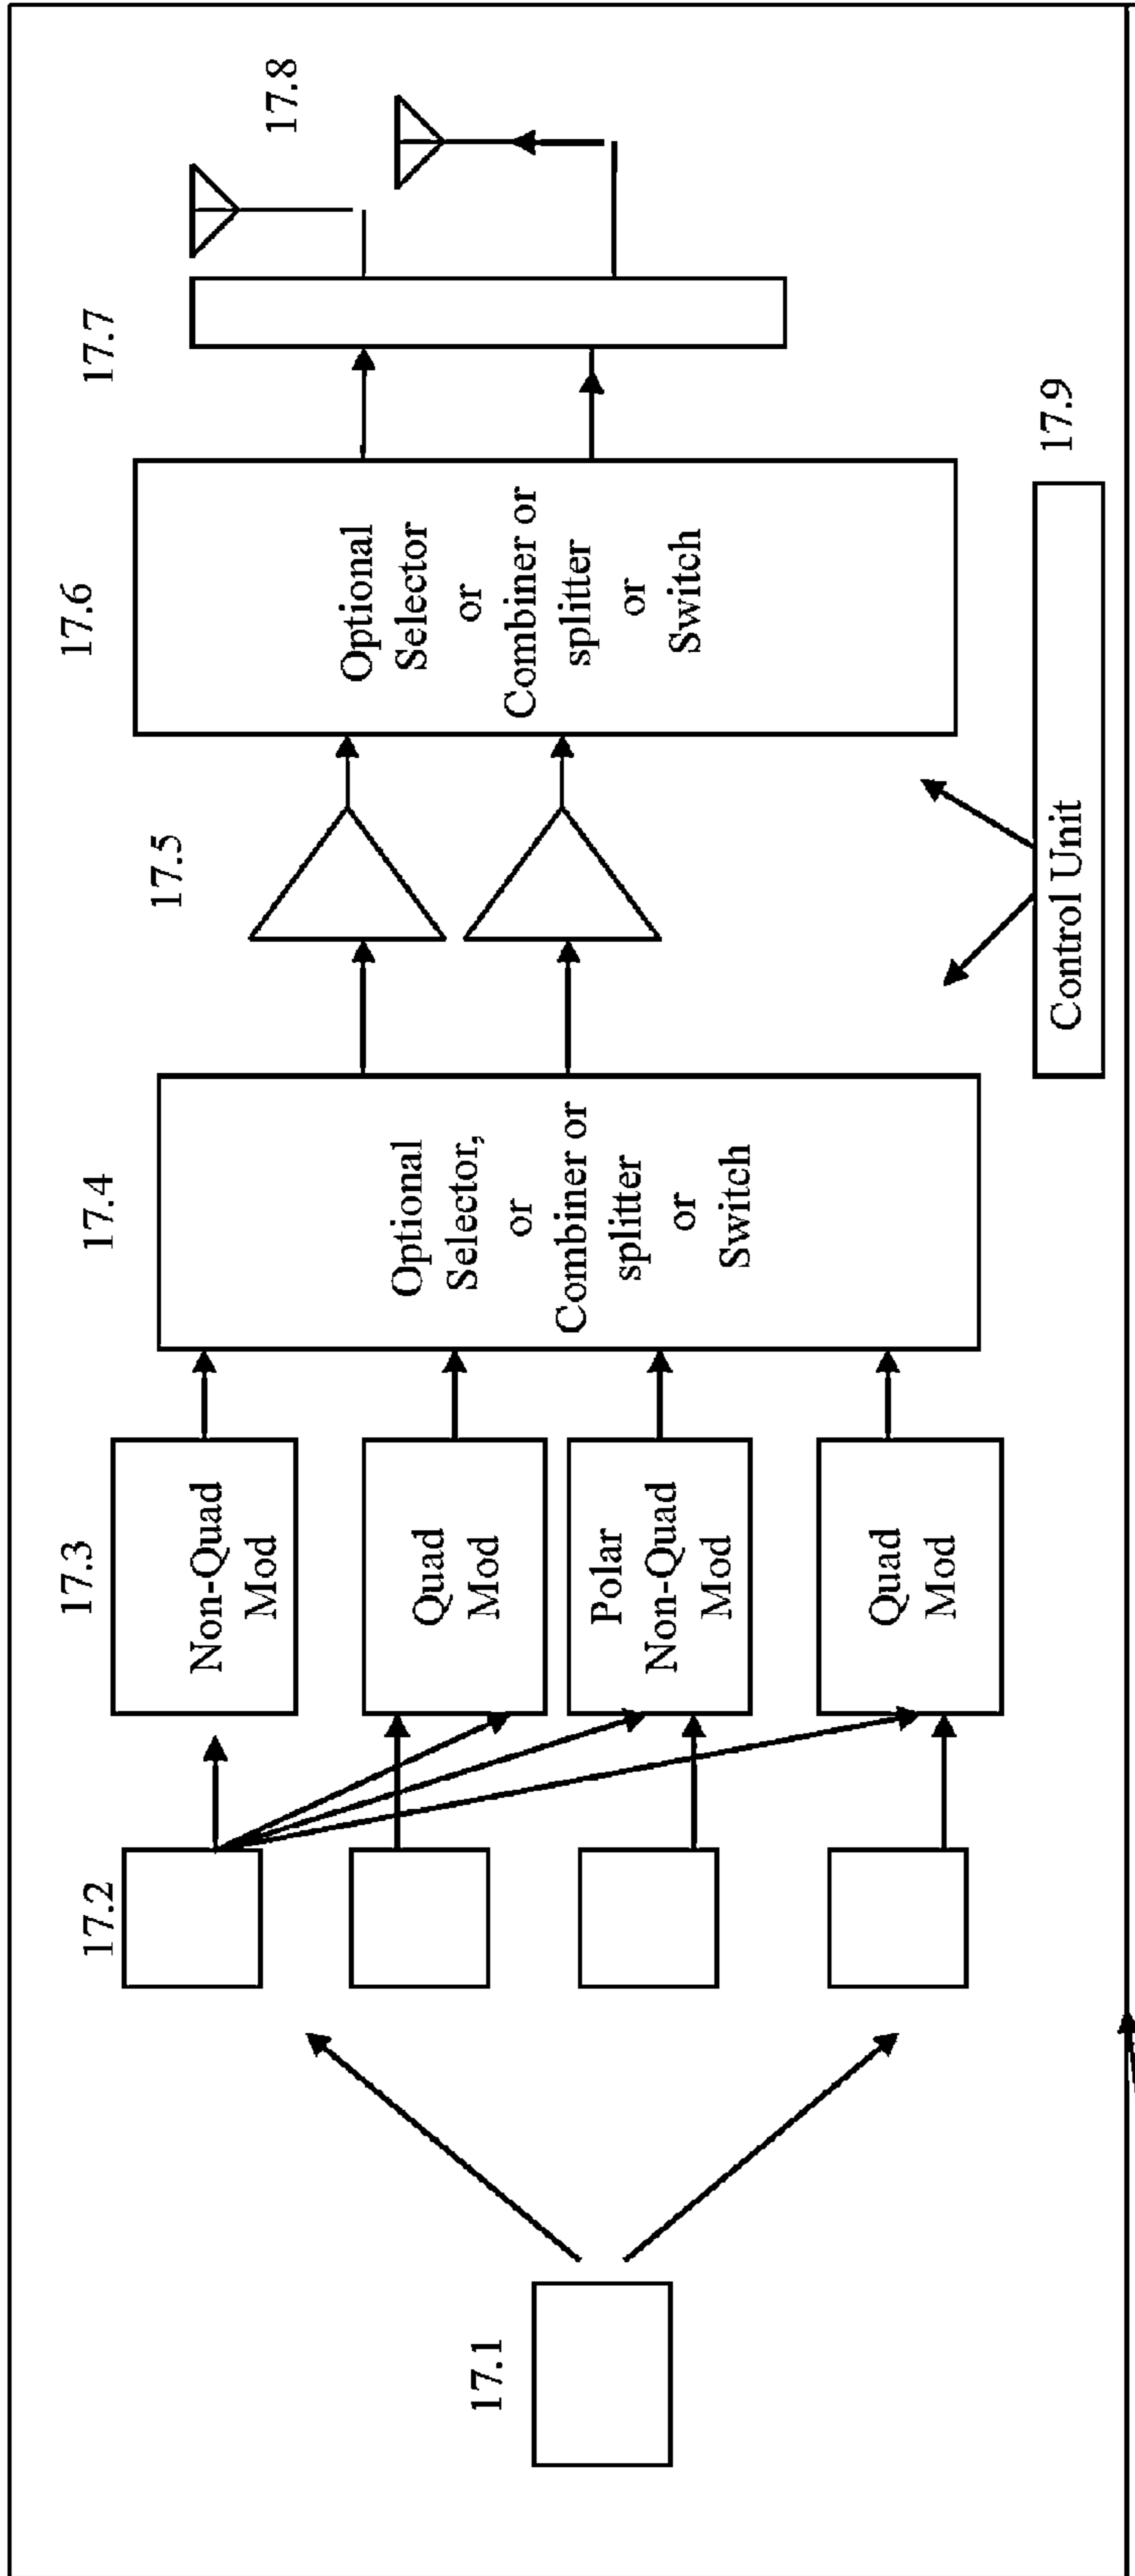 17.1
17.2
17.3
Non-Quad
Mod
Quad
Mod
Polar
Non-Quad
Mod
Quad
Mod
17.4
Optional
Selector,
or
Combiner or
splitter
or
Switch
17.5
17.6
Optional
Selector
or
Combiner or
splitter
or
Switch
17.7
17.8
Control Unit
17.9